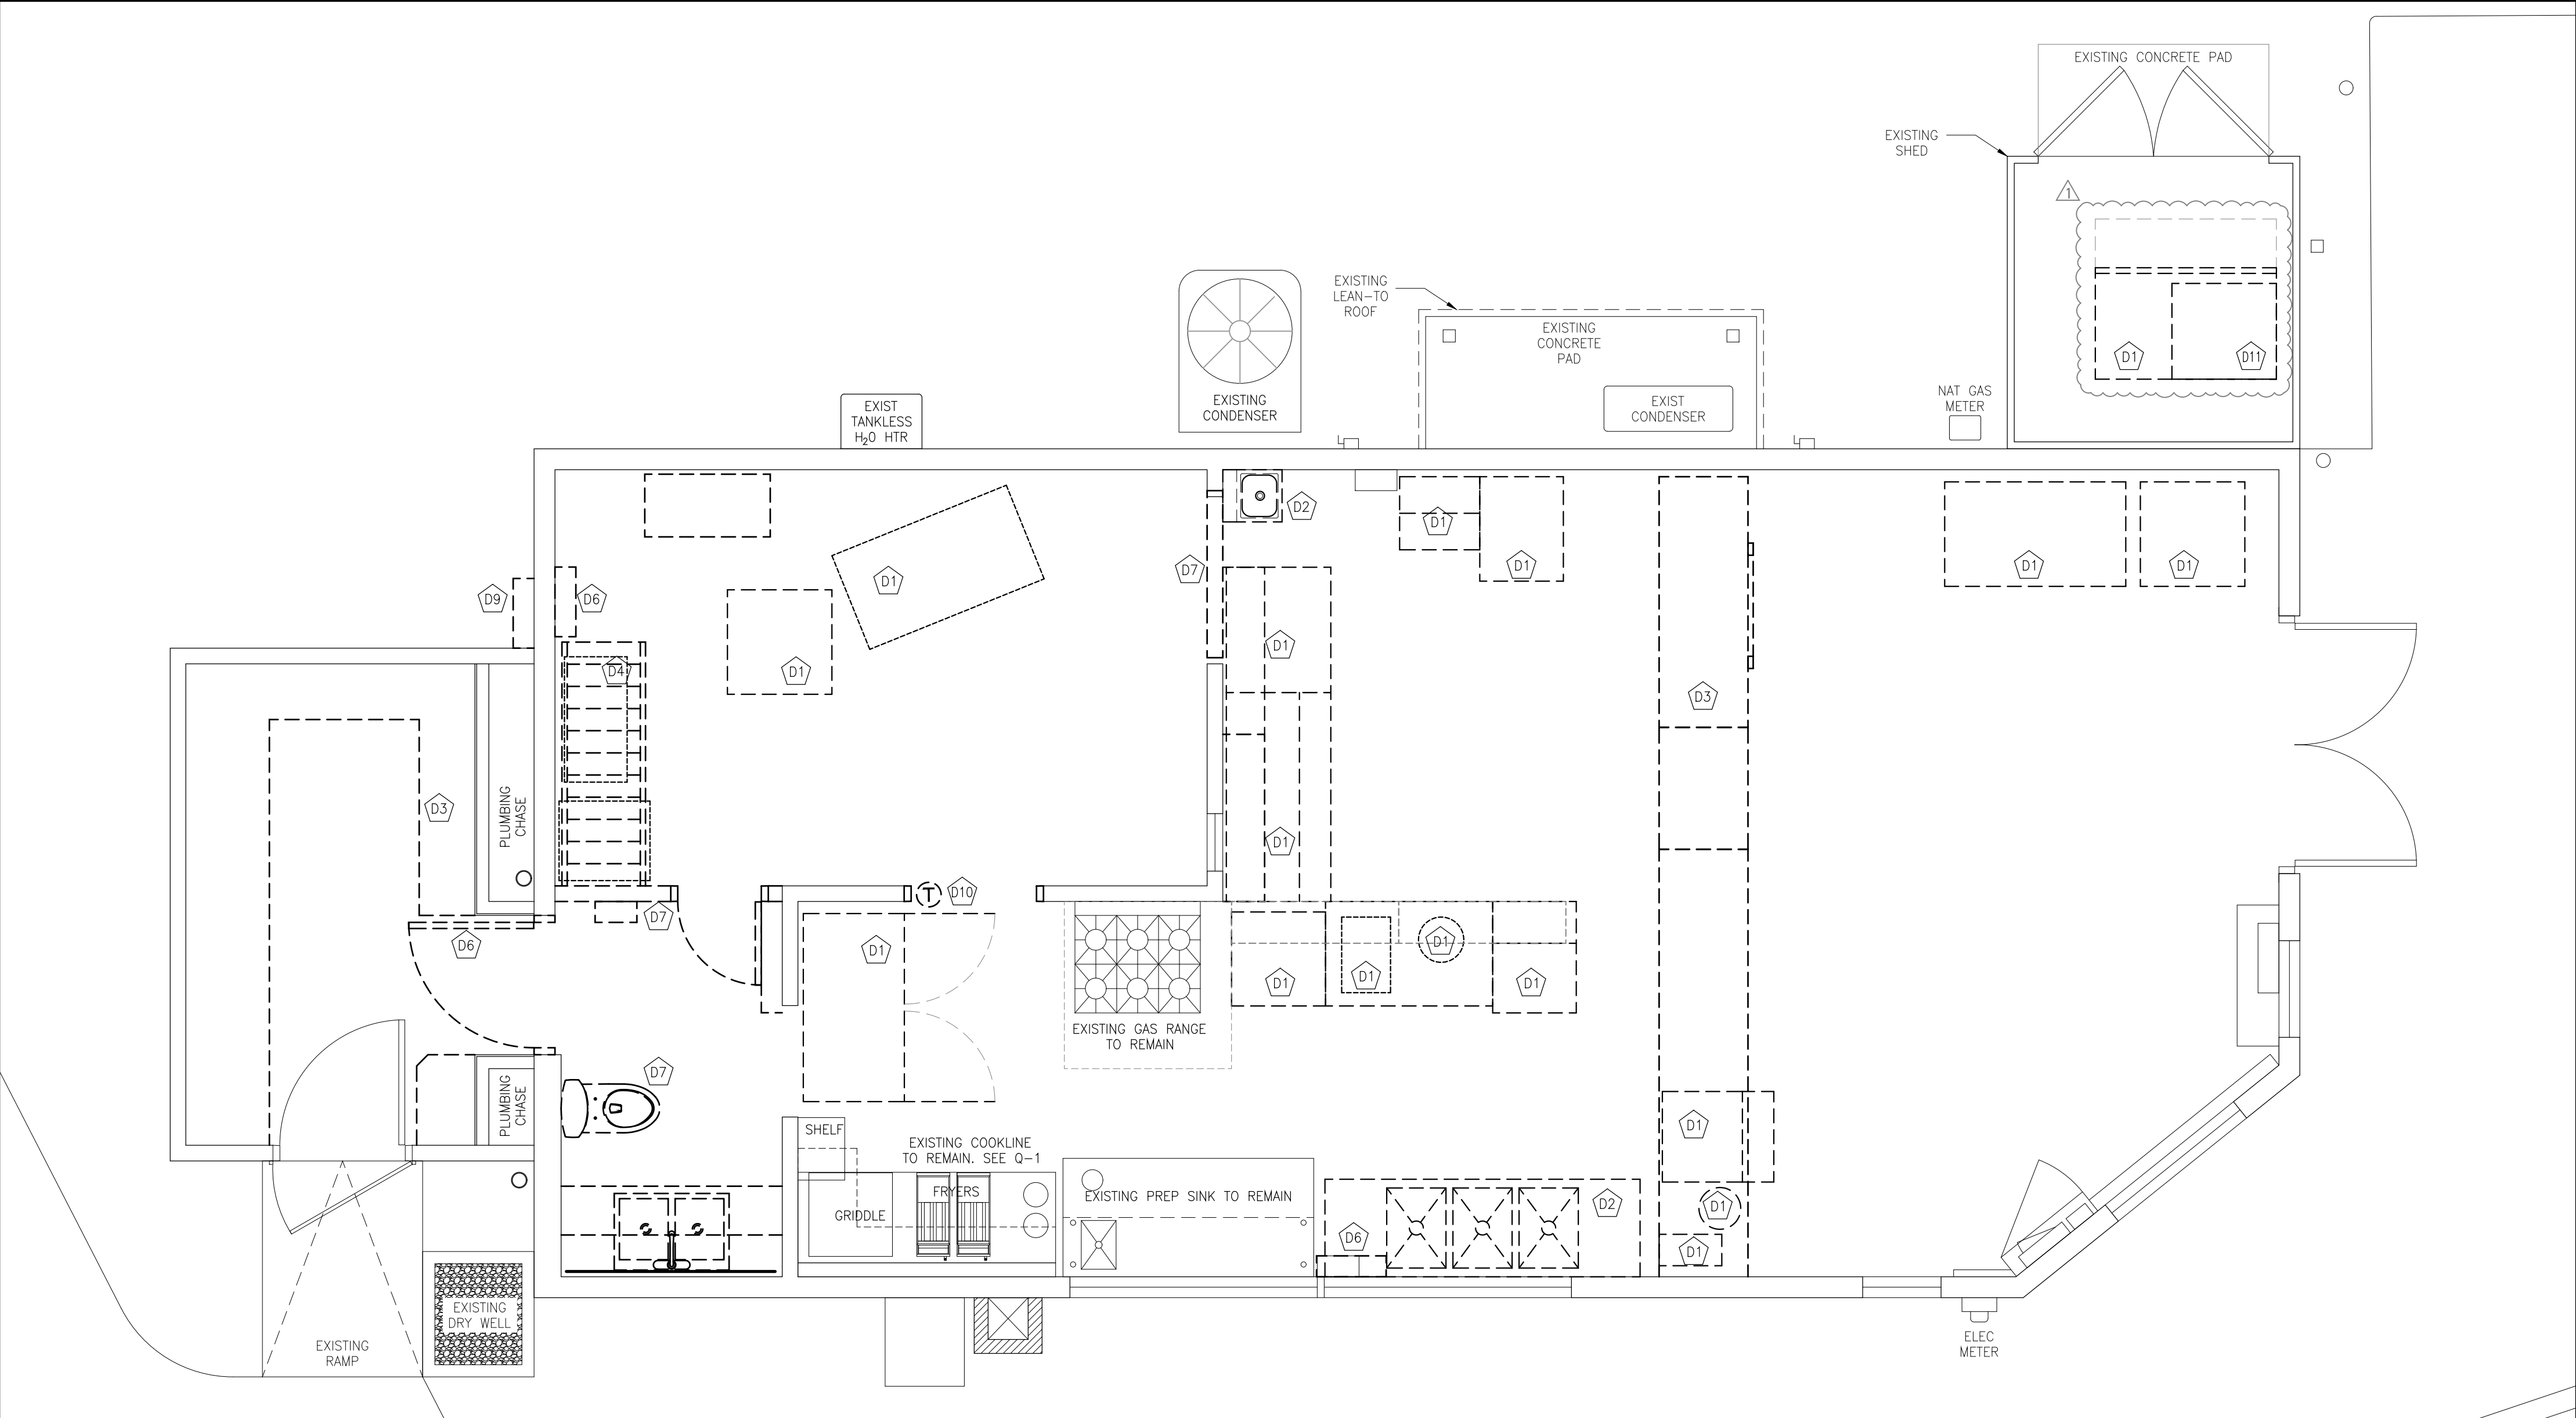 EXISTING CONCRETE PAD
EXISTING
SHED
1
D1
D11
EXISTING
LEAN-TO
ROOF
EXISTING
CONCRETE
PAD
EXIST
CONDENSER
EXISTING
CONDENSER
NAT GAS
METER
EXIST
TANKLESS
H₂O HTR
D2
D1
D1
D7
D1
D1
D1
D9
D6
D4
D1
D1
D3
D3
PLUMBING
CHASE
D1
D10
D7
D6
D1
D1
D1
D1
D1
EXISTING GAS RANGE
TO REMAIN
D7
PLUMBING
CHASE
SHELF
EXISTING COOKLINE
TO REMAIN. SEE Q-1
D1
FRYERS
GRIDDLE
EXISTING PREP SINK TO REMAIN
D2
D1
D6
D1
EXISTING
DRY WELL
EXISTING
RAMP
ELEC
METER
T